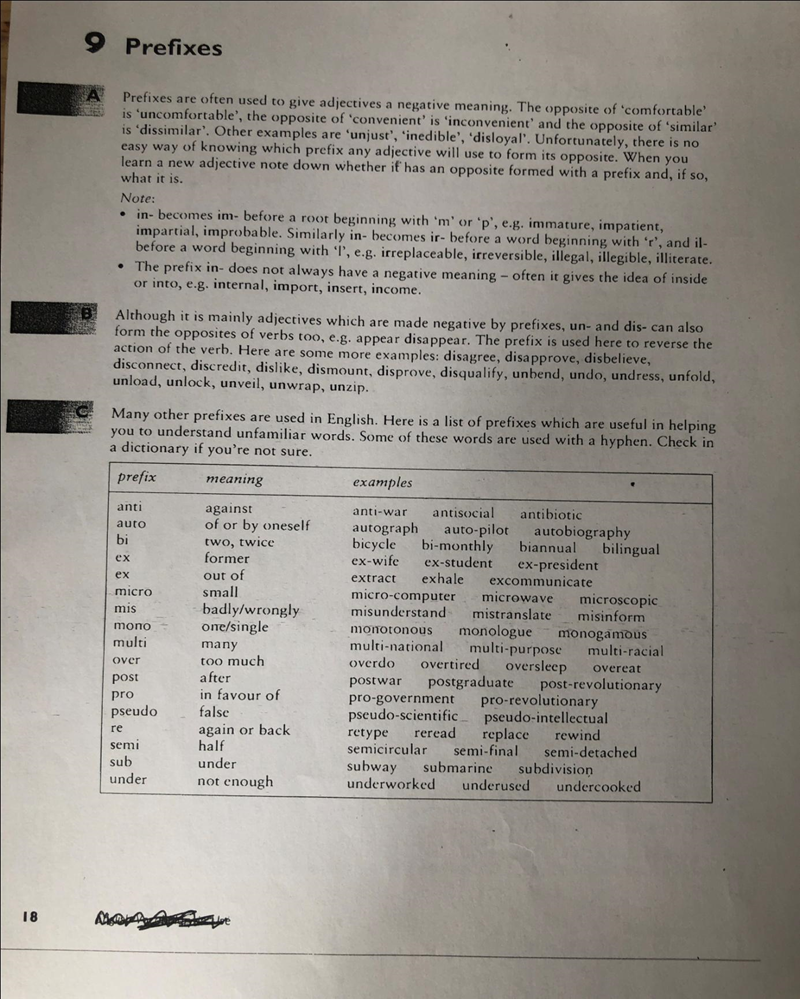 9 Prefixes
A
Prefixes are often used to give adjectives a negative meaning. The opposite of 'comfortable'
is 'uncomfortable', the opposite of 'convenient' is 'inconvenient' and the opposite of 'similar'
is 'dissimilar'. Other examples are 'unjust', 'inedible', 'disloyal'. Unfortunately, there is no
easy way of knowing which prefix any adjective will use to form its opposite. When you
learn a new adjective note down whether it has an opposite formed with a prefix and, if so,
what it is.
Note:
• in- becomes im- before a root beginning with 'm' or 'p', e.g. immature, impatient,
impartial, improbable. Similarly in- becomes ir- before a word beginning with 'r', and il-
before a word beginning with 'l', e.g. irreplaceable, irreversible, illegal, illegible, illiterate.
• The prefix in- does not always have a negative meaning – often it gives the idea of inside
or into, e.g. internal, import, insert, income.
B
Although it is mainly adjectives which are made negative by prefixes, un- and dis- can also
form the opposites of verbs too, e.g. appear disappear. The prefix is used here to reverse the
action of the verb. Here are some more examples: disagree, disapprove, disbelieve,
disconnect, discredit, dislike, dismount, disprove, disqualify, unbend, undo, undress, unfold,
unload, unlock, unveil, unwrap, unzip.
C
Many other prefixes are used in English. Here is a list of prefixes which are useful in helping
you to understand unfamiliar words. Some of these words are used with a hyphen. Check in
a dictionary if you're not sure.
prefix meaning examples
anti against anti-war antisocial antibiotic
auto of or by oneself autograph auto-pilot autobiography
bi two, twice bicycle bi-monthly biannual bilingual
ex former ex-wife ex-student ex-president
ex out of extract exhale excommunicate
micro small micro-computer microwave microscopic
mis badly/wrongly misunderstand mistranslate misinform
mono one/single monotonous monologue monogamous
multi many multi-national multi-purpose multi-racial
over too much overdo overtired oversleep overeat
post after postwar postgraduate post-revolutionary
pro in favour of pro-government pro-revolutionary
pseudo false pseudo-scientific pseudo-intellectual
re again or back retype reread replace rewind
semi half semicircular semi-final semi-detached
sub under subway submarine subdivision
under not enough underworked underused undercooked
18